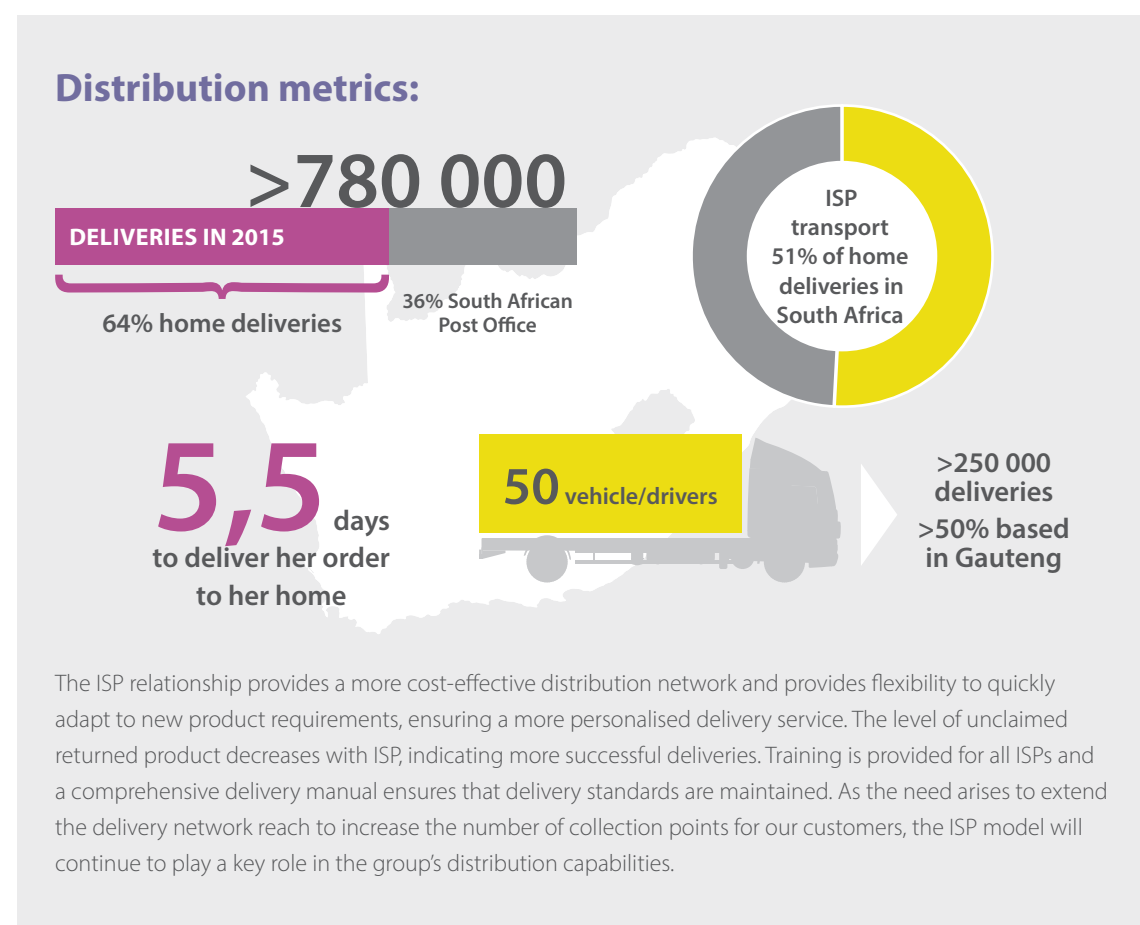 Distribution metrics:
>780 000
DELIVERIES IN 2015
64% home deliveries
36% South African
Post Office
ISP
transport
51% of home
deliveries in
South Africa
5,5 days
to deliver her order
to her home
50 vehicle/drivers
>250 000
deliveries
>50% based
in Gauteng
The ISP relationship provides a more cost-effective distribution network and provides flexibility to quickly
adapt to new product requirements, ensuring a more personalised delivery service. The level of unclaimed
returned product decreases with ISP, indicating more successful deliveries. Training is provided for all ISPs and
a comprehensive delivery manual ensures that delivery standards are maintained. As the need arises to extend
the delivery network reach to increase the number of collection points for our customers, the ISP model will
continue to play a key role in the group's distribution capabilities.